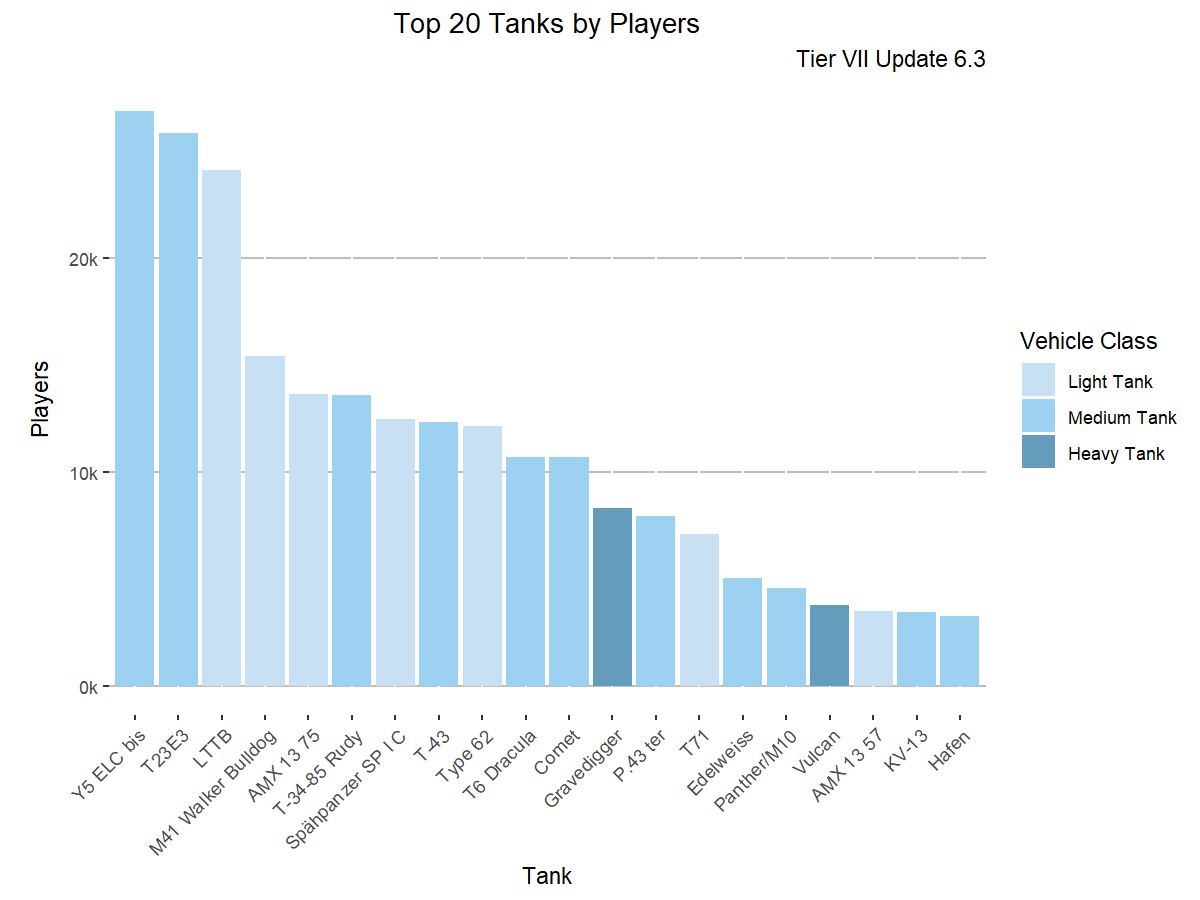 Top 20 Tanks by Players
Tier VII Update 6.3
20k
10k
0k
Players
Y5 ELC bis
T23E3
LTTB
M41 Walker Bulldog
AMX 13 75
T-34-85 Rudy
Spähpanzer SP I C
T-43
Type 62
T6 Dracula
Comet
Gravedigger
P.43 ter
T71
Edelweiss
Panther/M10
Vulcan
AMX 13 57
KV-13
Hafen
Tank
Vehicle Class
Light Tank
Medium Tank
Heavy Tank